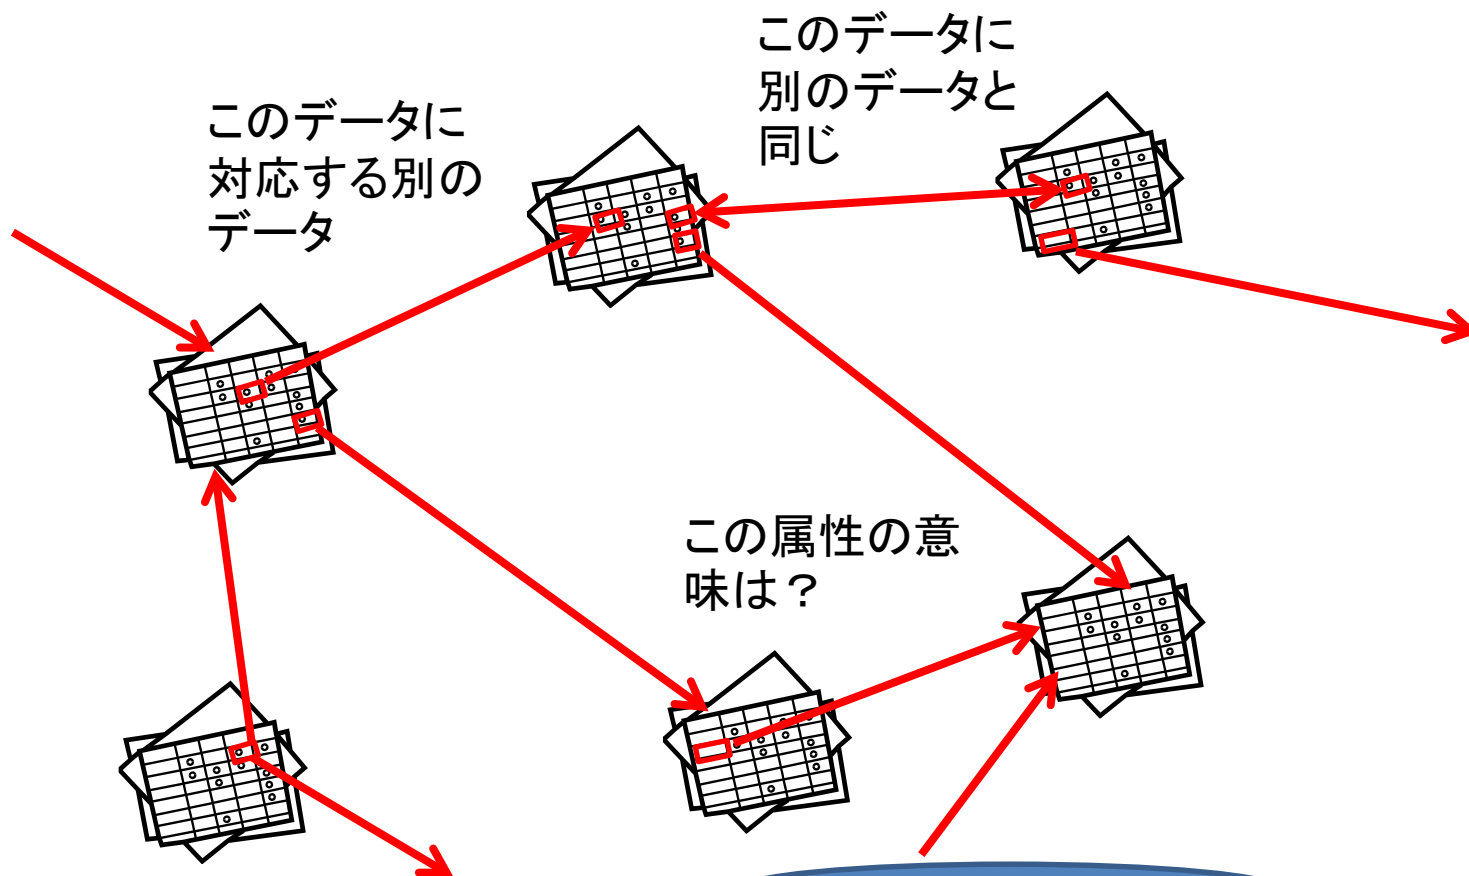 このデータに
別のデータと
同じ
このデータに
対応する別の
データ
この属性の意
味は？